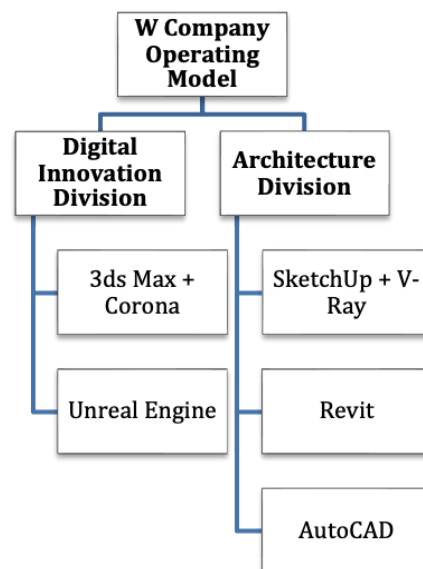 W Company
Operating
Model
Digital
Innovation
Division
Architecture
Division
3ds Max +
Corona
SketchUp + V-
Ray
Unreal Engine
Revit
AutoCAD